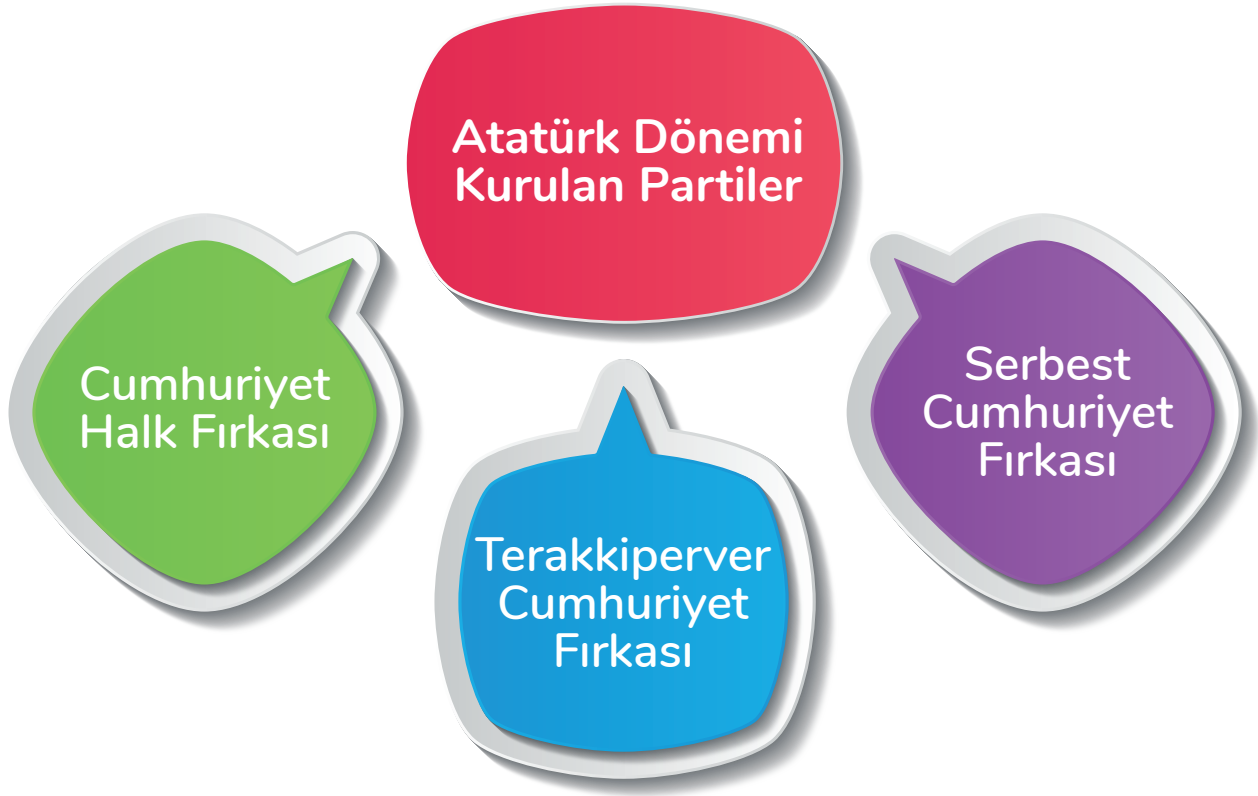 Atatürk Dönemi
Kurulan Partiler
Cumhuriyet
Halk Fırkası
Terakkiperver
Cumhuriyet
Fırkası
Serbest
Cumhuriyet
Fırkası